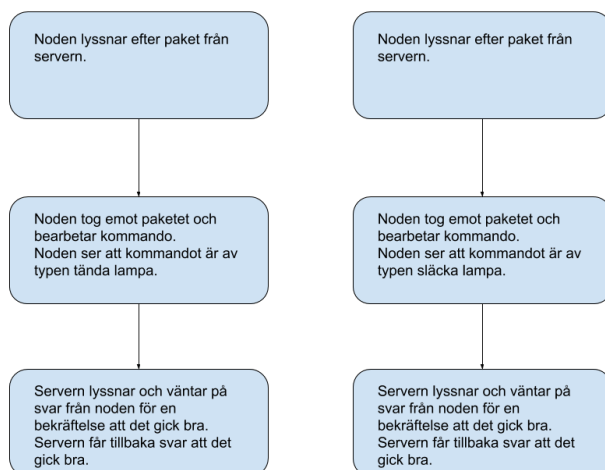 Noden lyssnar efter paket från
servern.
Noden tog emot paketet och
bearbetar kommando.
Noden ser att kommandot är av
typen tända lampa.
Servern lyssnar och väntar på
svar från noden för en
bekräftelse att det gick bra.
Servern får tillbaka svar att det
gick bra.
Noden lyssnar efter paket från
servern.
Noden tog emot paketet och
bearbetar kommando.
Noden ser att kommandot är av
typen släcka lampa.
Servern lyssnar och väntar på
svar från noden för en
bekräftelse att det gick bra.
Servern får tillbaka svar att det
gick bra.